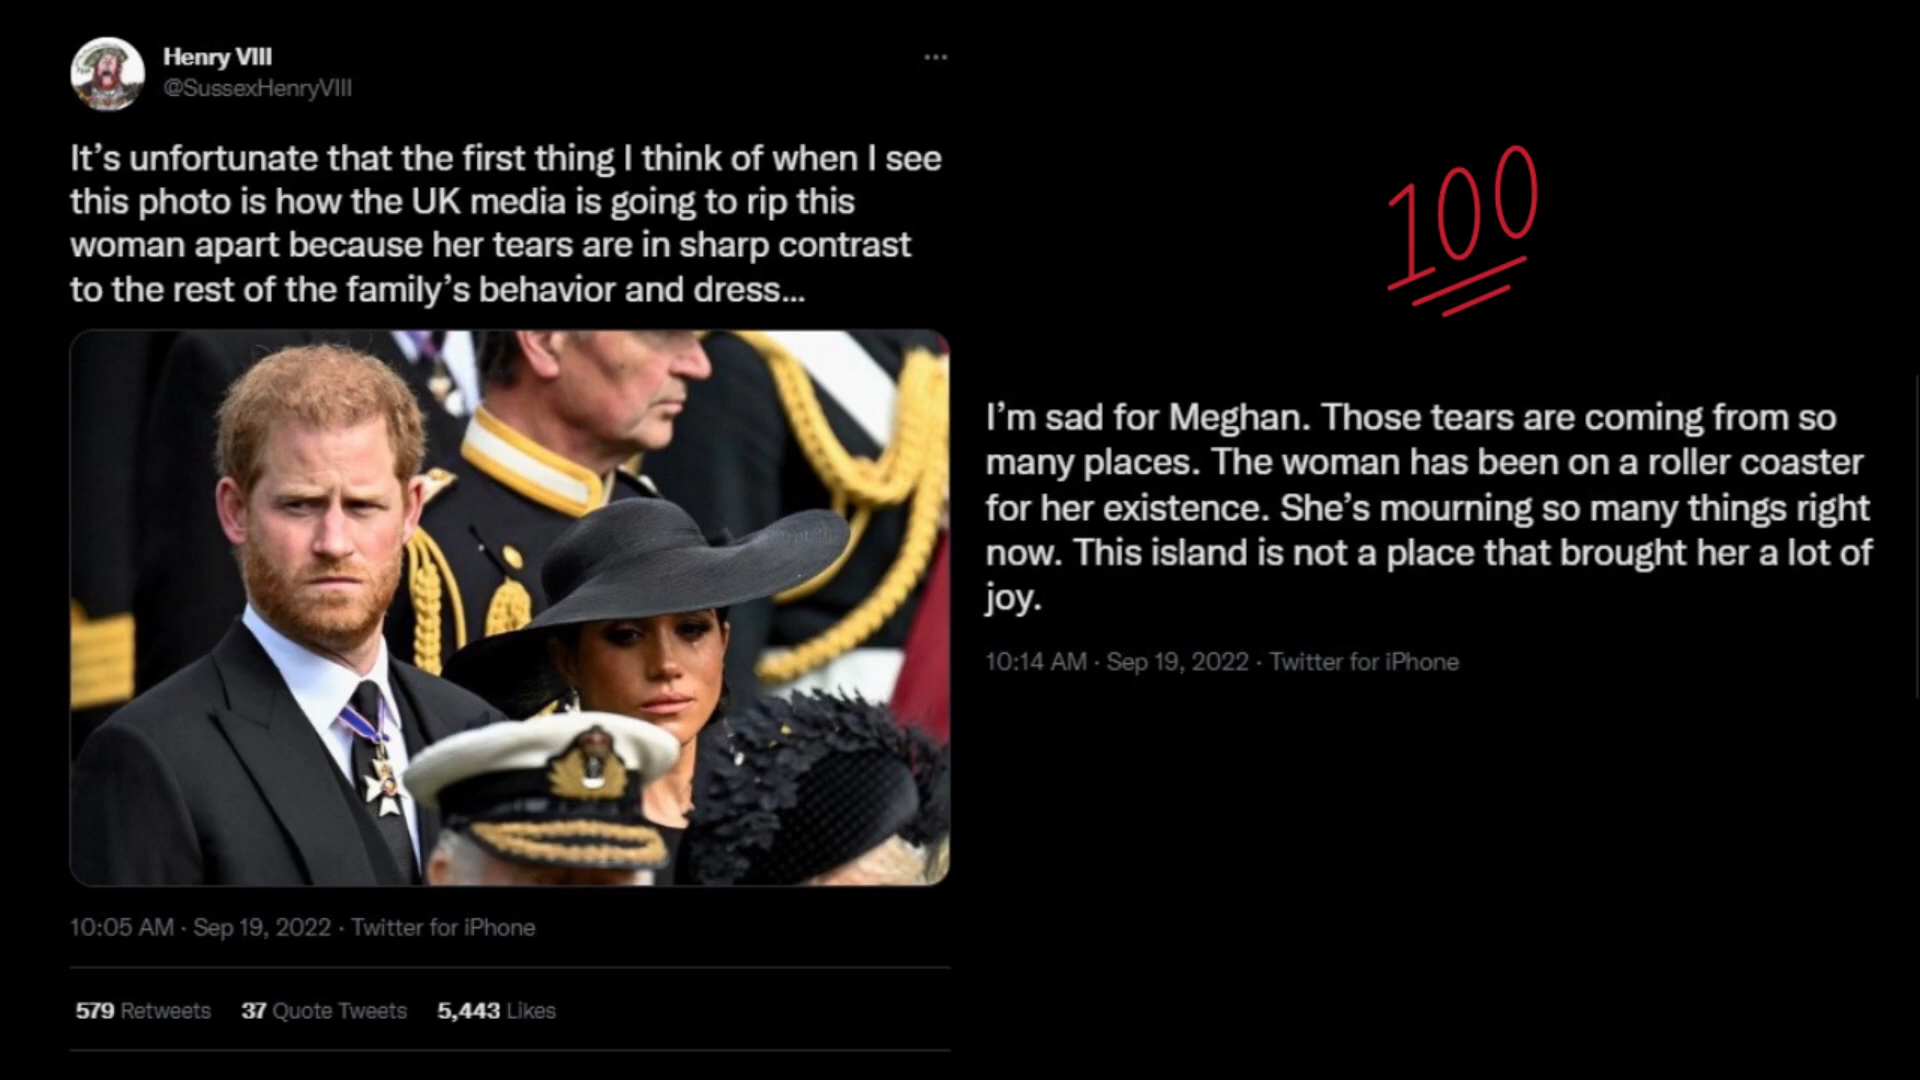 Henry VIII
@SussexHenryVIII
It’s unfortunate that the first thing I think of when I see
this photo is how the UK media is going to rip this
woman apart because her tears are in sharp contrast
to the rest of the family’s behavior and dress...
10:05 AM · Sep 19, 2022 · Twitter for iPhone
579 Retweets 37 Quote Tweets 5,443 Likes
100
I’m sad for Meghan. Those tears are coming from so
many places. The woman has been on a roller coaster
for her existence. She’s mourning so many things right
now. This island is not a place that brought her a lot of
joy.
10:14 AM · Sep 19, 2022 · Twitter for iPhone